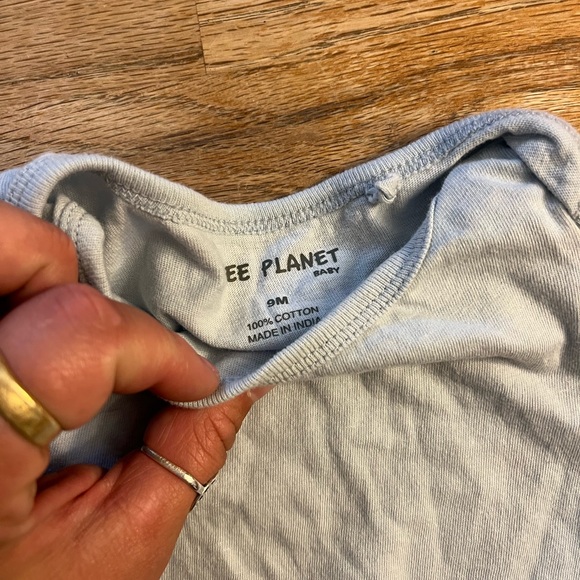 EE PLANET
BABY
9M
100% COTTON
MADE IN INDIA